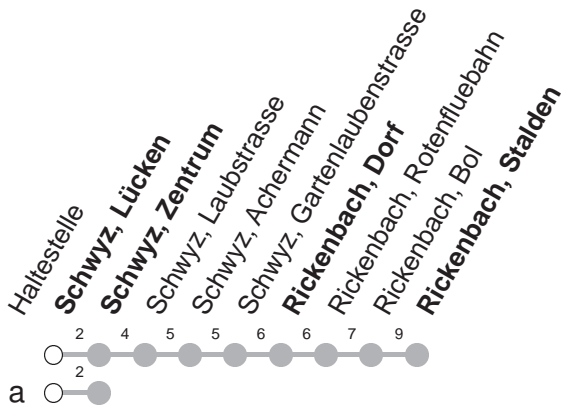 Haltestelle
Schwyz, Lücken
Schwyz, Zentrum
Schwyz, Laubstrasse
Schwyz, Achermann
Schwyz, Gartenlaubenstrasse
Rickenbach, Dorf
Rickenbach, Rotenfluebahn
Rickenbach, Bol
Rickenbach, Stalden
2 4 5 5 6 6 7 9
2
a